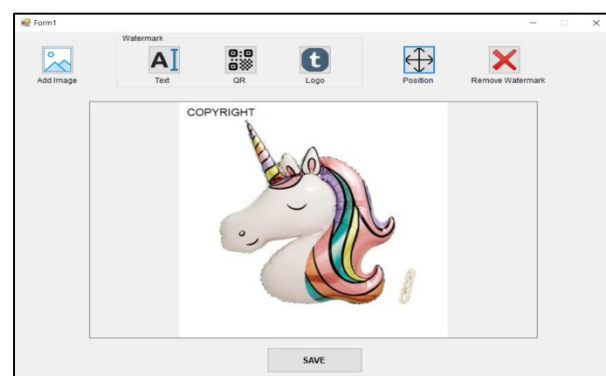 Form1
Watermark
Add Image
Text
QR
Logo
Position
Remove Watermark
COPYRIGHT
SAVE